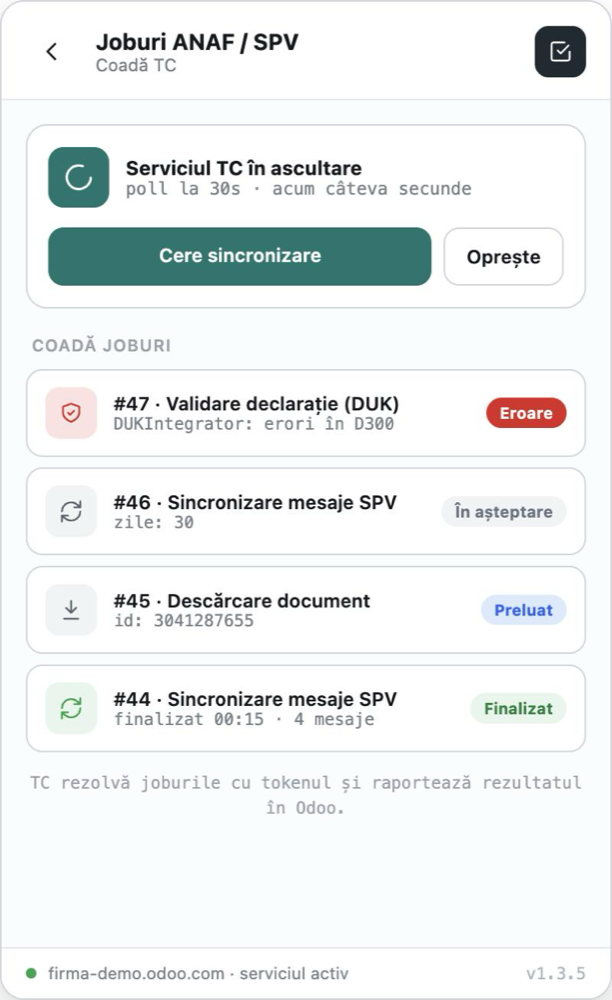 Joburi ANAF / SPV
Coadă TC
Serviciul TC în ascultare
poll la 30s · acum câteva secunde
Cere sincronizare
Oprește
COADĂ JOBURI
#47 · Validare declarație (DUK)
DUKIntegrator: erori în D300
Eroare
#46 · Sincronizare mesaje SPV
zile: 30
În așteptare
#45 · Descărcare document
id: 3041287655
Preluat
#44 · Sincronizare mesaje SPV
finalizat 00:15 · 4 mesaje
Finalizat
TC rezolvă joburile cu tokenul și raportează rezultatul
în Odoo.
firma-demo.odoo.com · serviciul activ
v1.3.5